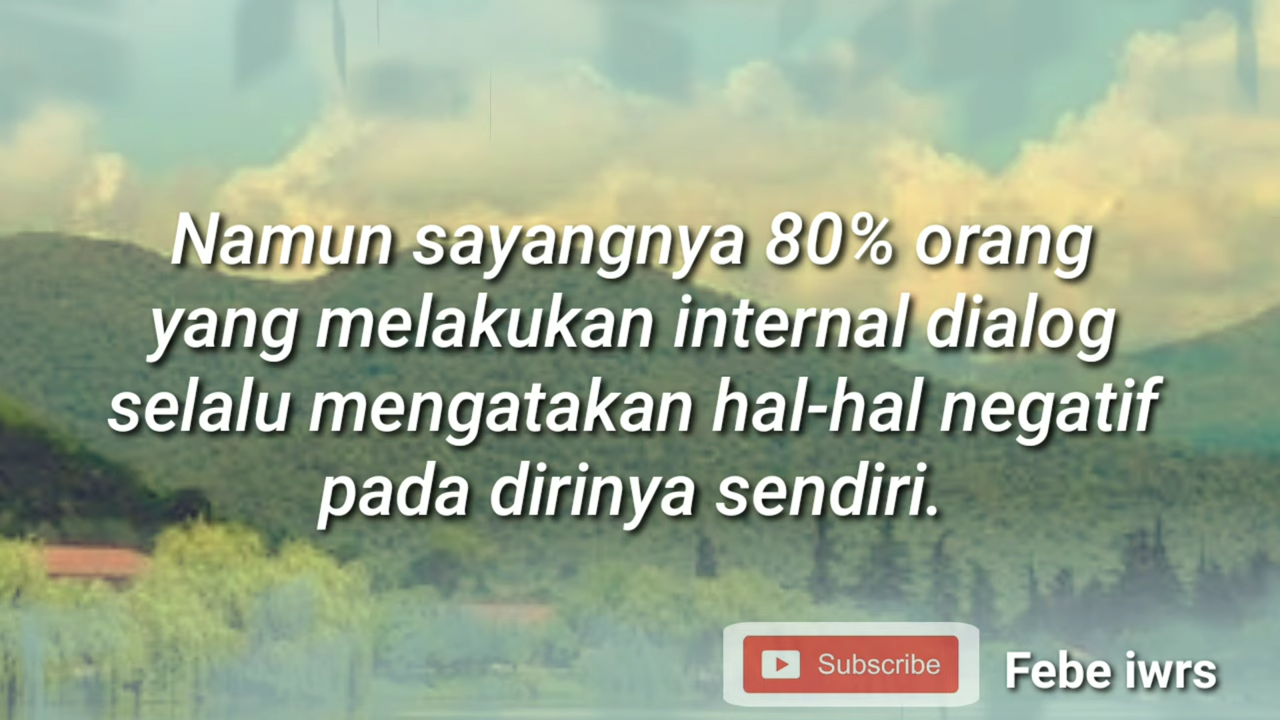 Namun sayangnya 80% orang
yang melakukan internal dialog
selalu mengatakan hal-hal negatif
pada dirinya sendiri.
Subscribe
Febe iwrs